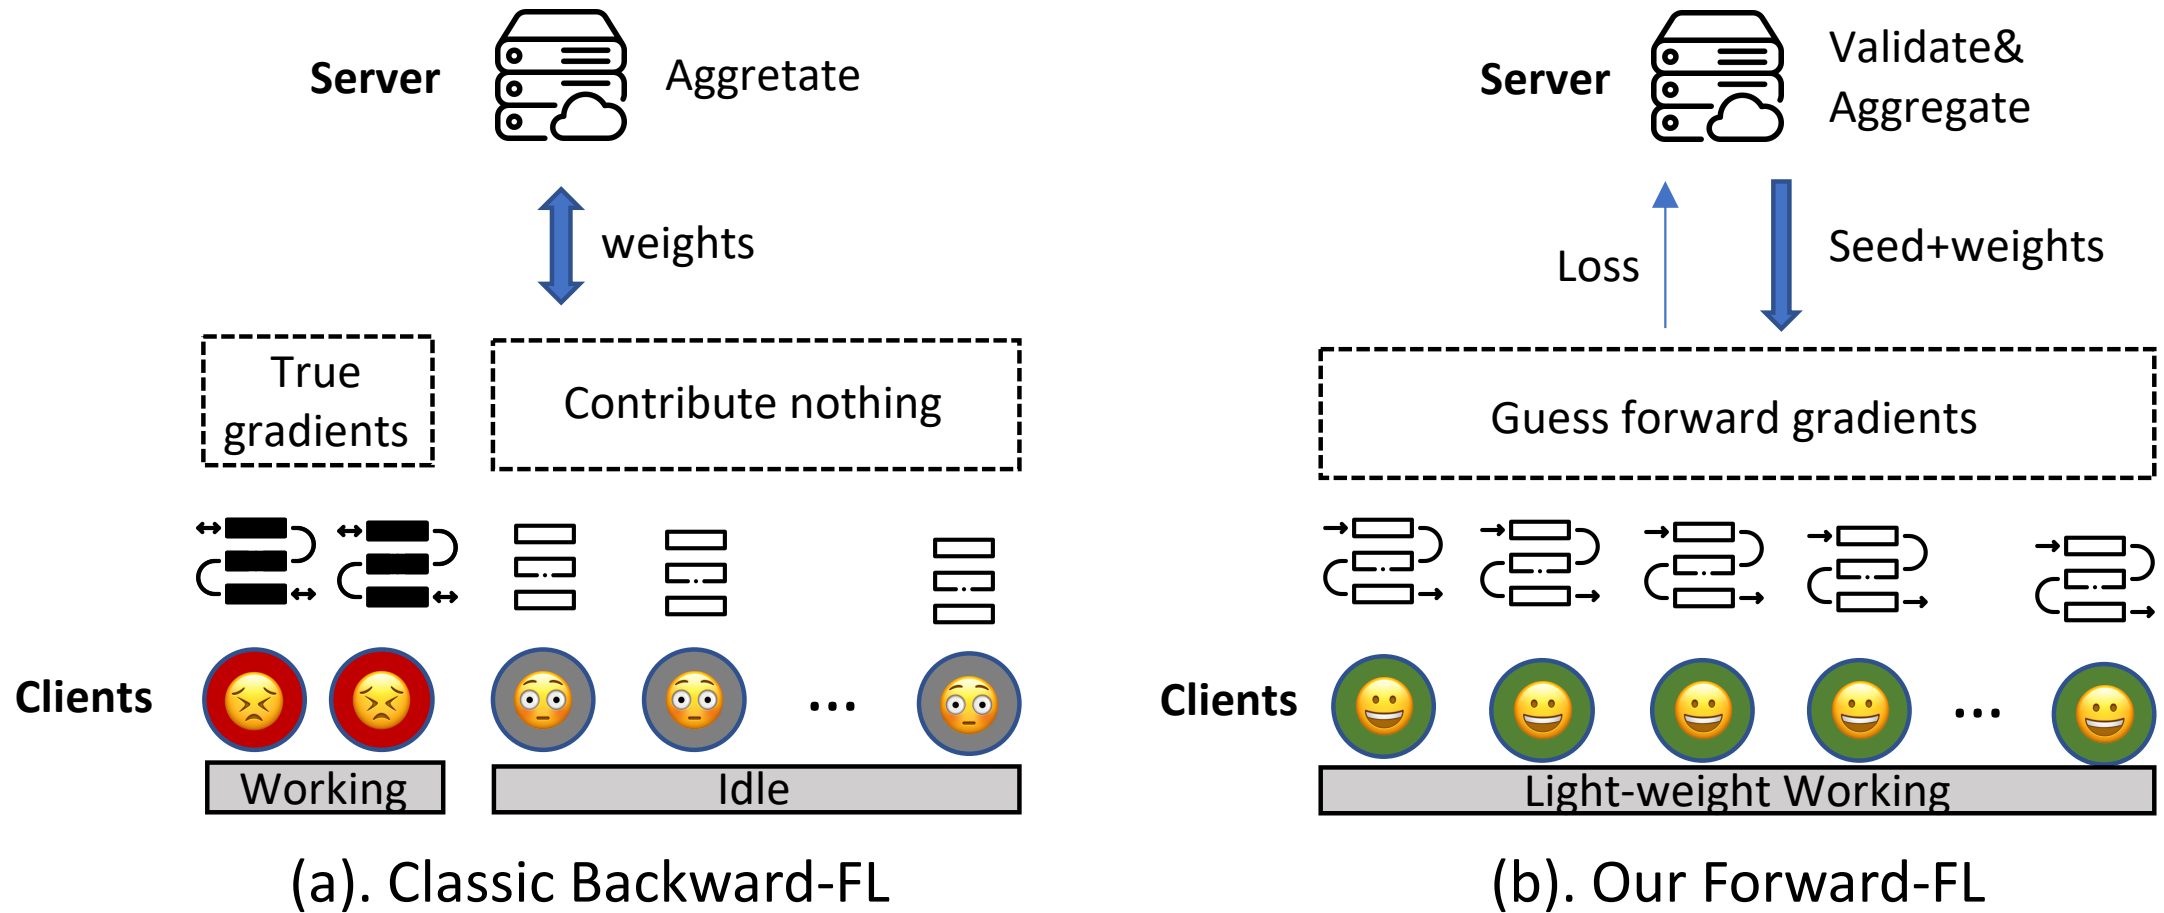 Server
Aggretate
weights
True
gradients
Contribute nothing
Clients
...
Working
Idle
(a). Classic Backward-FL
Server
Validate&
Aggregate
Loss
Seed+weights
Guess forward gradients
Clients
...
Light-weight Working
(b). Our Forward-FL